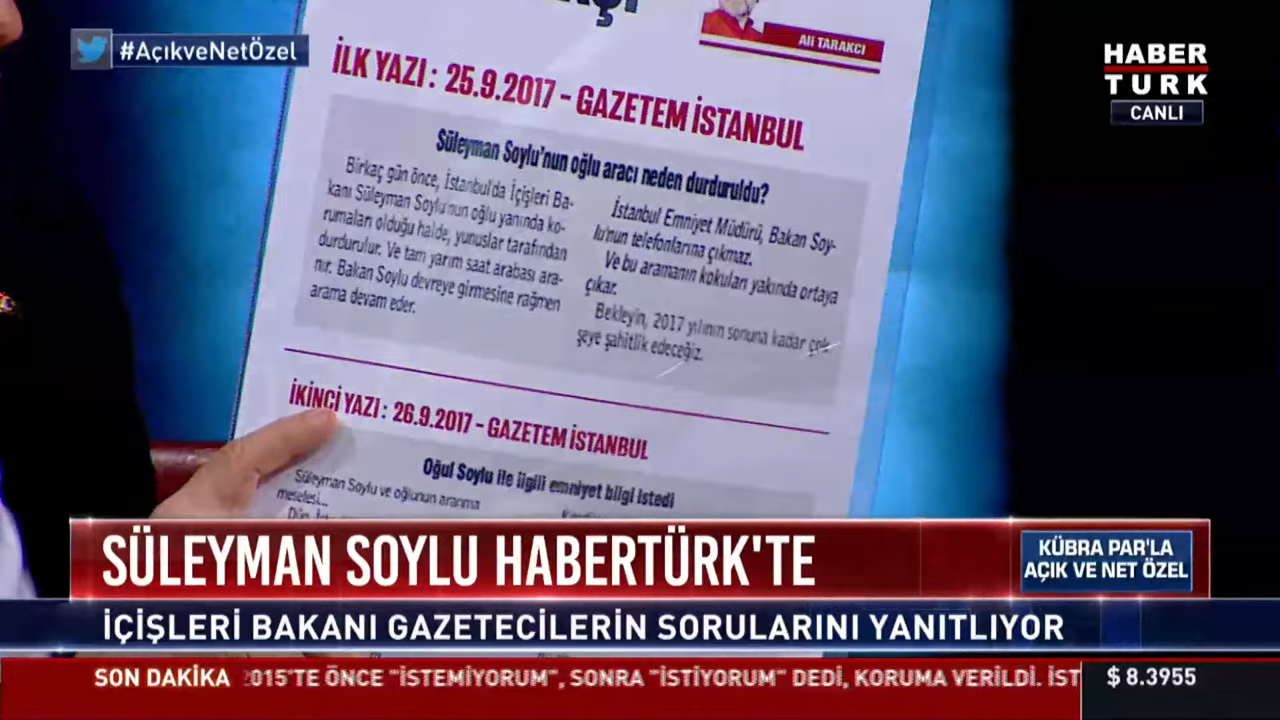 #AçıkveNetÖzel
HABER
TURK
CANLI
Ali TARAKCI
İLK YAZI : 25.9.2017 - GAZETEM İSTANBUL
Süleyman Soylu'nun oğlu aracı neden durduruldu?
Birkaç gün önce, İstanbul'da İçişleri Ba-
kanı Süleyman Soylu'nun oğlu yanında ko-
rumaları olduğu halde, yunuslar tarafından
durdurulur. Ve tam yarım saat arabası ara-
nır. Bakan Soylu devreye girmesine rağmen
arama devam eder.
İstanbul Emniyet Müdürü, Bakan Soy-
lu'nun telefonlarına çıkmaz.
Ve bu aramanın kokuları yakında ortaya
çıkar.
Bekleyin, 2017 yılının sonuna kadar çok
şeye şahitlik edeceğiz.
İKİNCİ YAZI : 26.9.2017 - GAZETEM İSTANBUL
Oğul Soylu ile ilgili emniyet bilgi istedi
Süleyman Soylu ve oğlunun aranma
meselesi...
SÜLEYMAN SOYLU HABERTÜRK'TE
KÜBRA PAR'LA
AÇIK VE NET ÖZEL
İÇİŞLERİ BAKANI GAZETECİLERİN SORULARINI YANITLIYOR
SON DAKİKA 2015'TE ÖNCE "İSTEMİYORUM", SONRA "İSTİYORUM" DEDİ, KORUMA VERİLDİ. İST
$ 8.3955